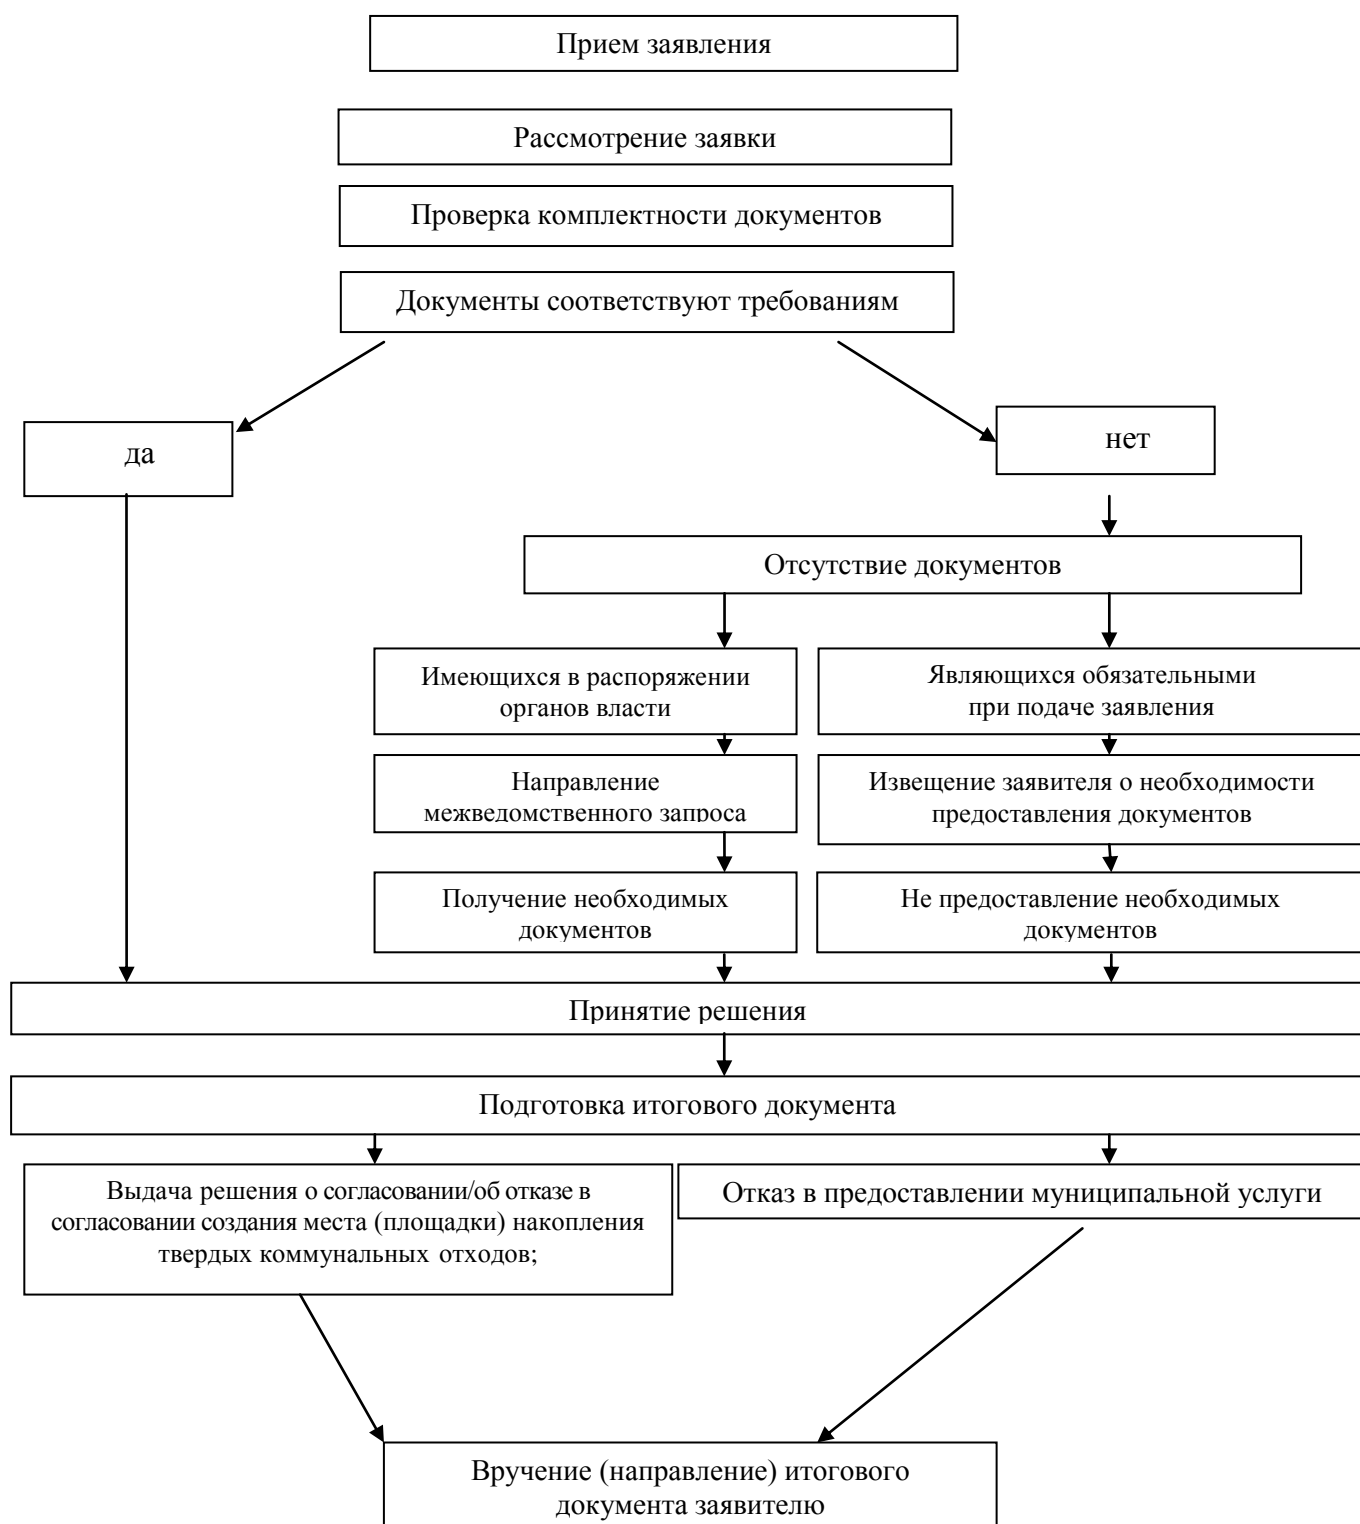 Прием заявления
Рассмотрение заявки
Проверка комплектности документов
Документы соответствуют требованиям
да
нет
Отсутствие документов
Имеющихся в распоряжении
органов власти
Являющихся обязательными
при подаче заявления
Направление
межведомственного запроса
Извещение заявителя о необходимости
предоставления документов
Получение необходимых
документов
Не предоставление необходимых
документов
Принятие решения
Подготовка итогового документа
Выдача решения о согласовании/об отказе в
согласовании создания места (площадки) накопления
твердых коммунальных отходов;
Отказ в предоставлении муниципальной услуги
Вручение (направление) итогового
документа заявителю